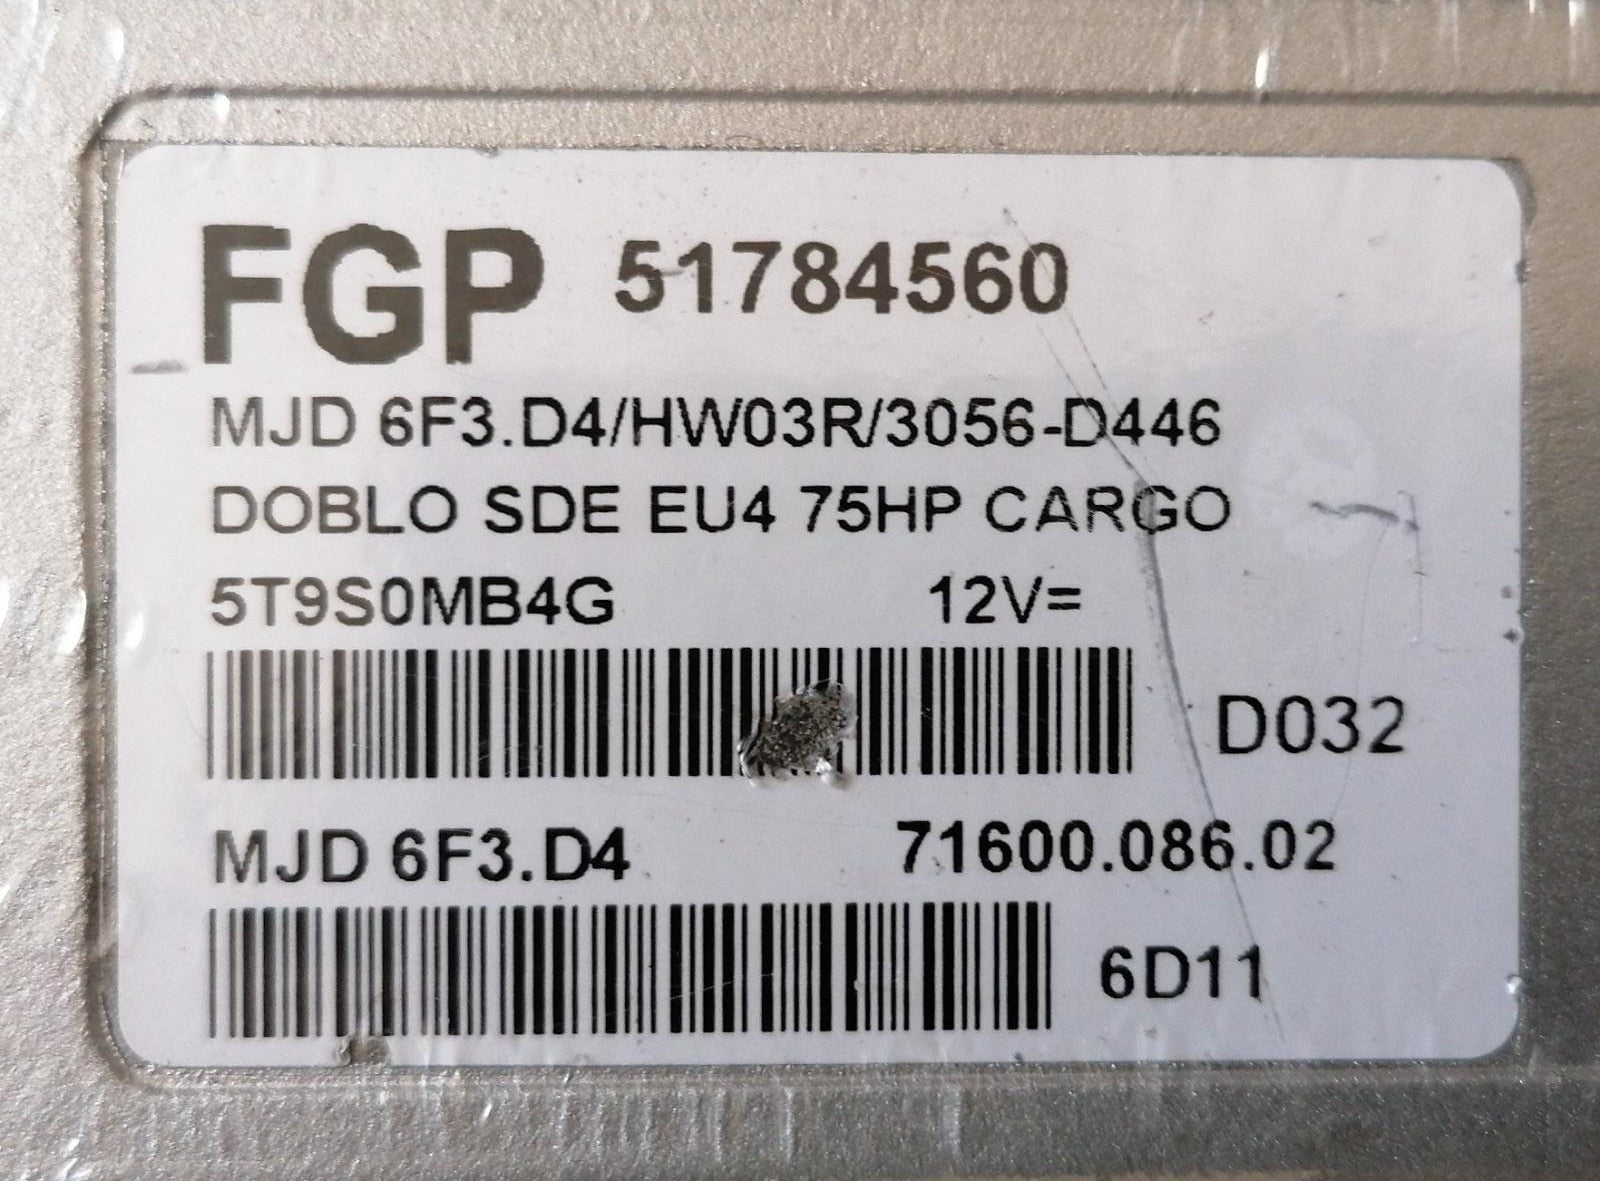 FGP 51784560
MJD 6F3.D4/HW03R/3056-D446
DOBLO SDE EU4 75HP CARGO
5T9S0MB4G 12V=
D032
MJD 6F3.D4 71600.086.02
6D11